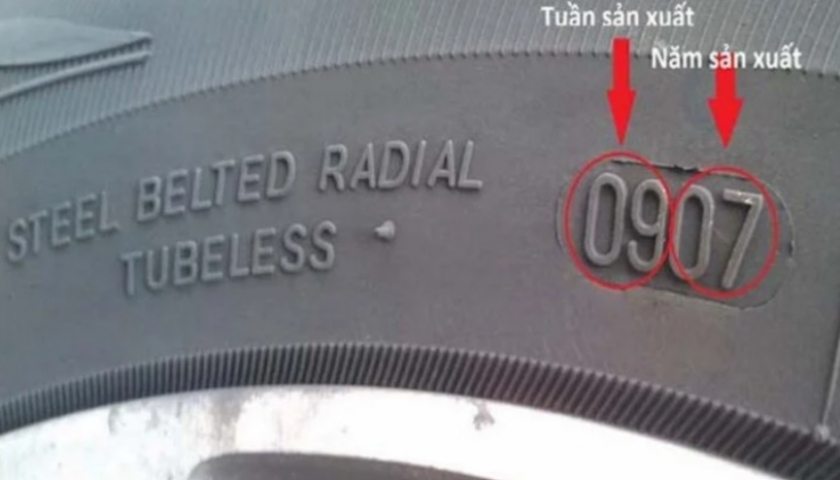 Tuần sản xuất
Năm sản xuất
STEEL BELTED RADIAL
TUBELESS
0907